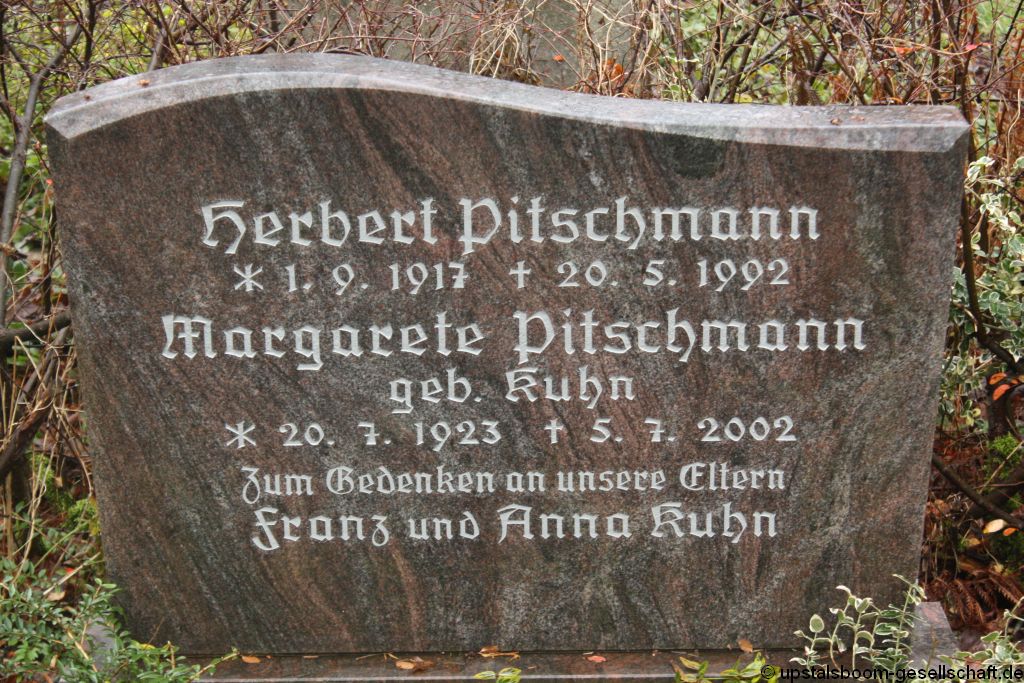 Herbert Pitschmann
* 1. 9. 1917 † 20. 5. 1992
Margarete Pitschmann
geb. Kuhn
* 20. 7. 1923 † 5. 7. 2002
Zum Gedenken an unsere Eltern
Franz und Anna Kuhn
© upstalsboom-gesellschaft.de